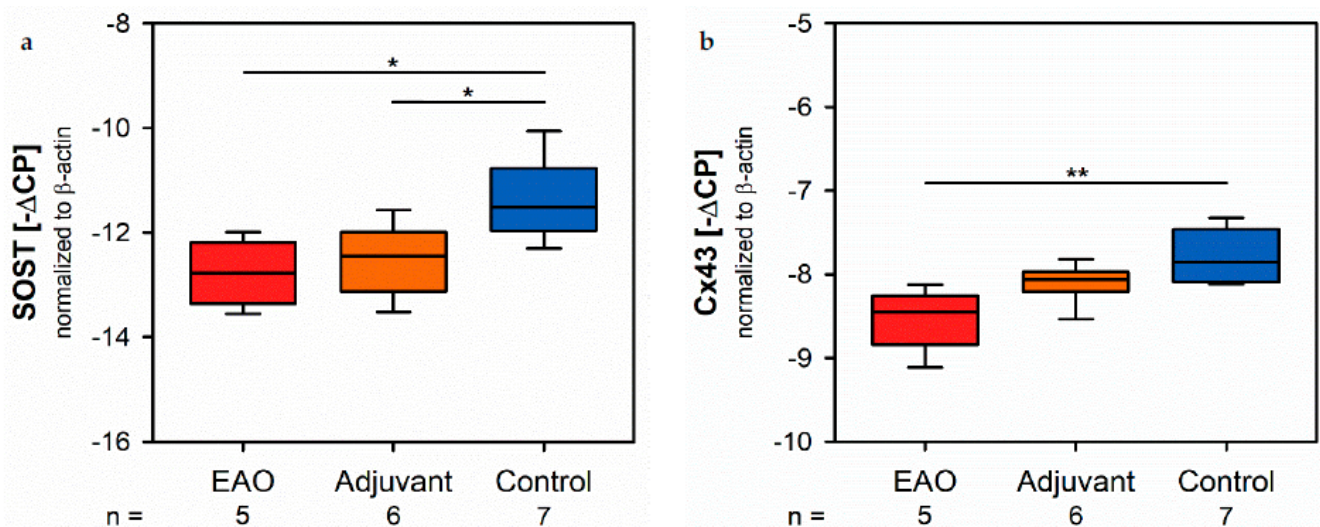 a
SOST [-ΔCP]
normalized to β-actin
-8
-10
-12
-14
-16
*
*
EAO Adjuvant Control
n = 5 6 7
b
Cx43 [-ΔCP]
normalized to β-actin
-5
-6
-7
-8
-9
-10
**
EAO Adjuvant Control
n = 5 6 7